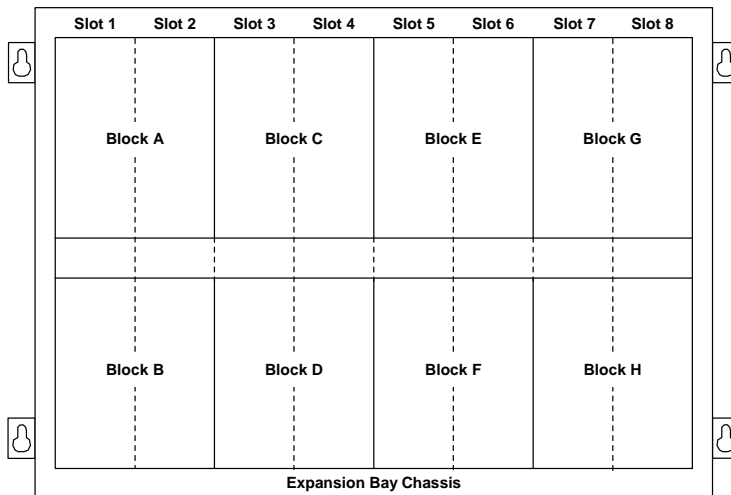 Slot 1 Slot 2 Slot 3 Slot 4 Slot 5 Slot 6 Slot 7 Slot 8
Block A Block C Block E Block G
Block B Block D Block F Block H
Expansion Bay Chassis